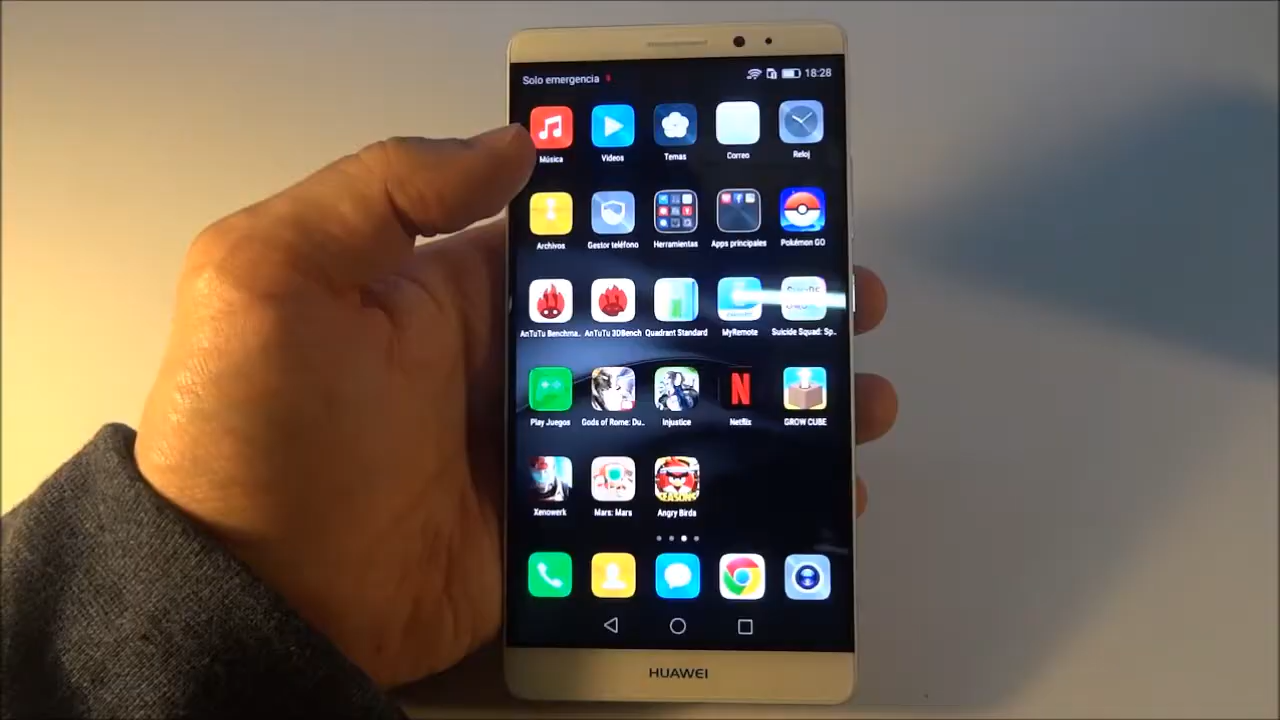 Solo emergencia 18:28
Música Videos Temas Correo Reloj
Archivos Gestor teléfono Herramientas Apps principales Pokémon GO
AnTuTu Benchma.. AnTuTu 3DBench Quadrant Standard MyRemote Suicide Squad: Sp..
Play Juegos Gods of Rome: Du.. Injustice Netflix GROW CUBE
Xenowerk Mars: Mars Angry Birds
HUAWEI